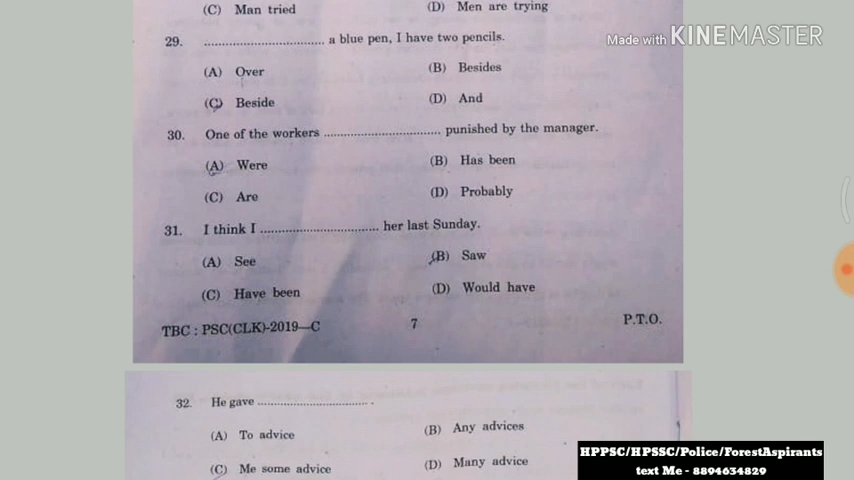 (C) Man tried (D) Men are trying
29. .............................. a blue pen, I have two pencils.
Made with KINEMASTER
(A) Over (B) Besides
(C) Beside (D) And
30. One of the workers .............................. punished by the manager.
(A) Were (B) Has been
(C) Are (D) Probably
31. I think I .............................. her last Sunday.
(A) See (B) Saw
(C) Have been (D) Would have
TBC : PSC(CLK)-2019—C 7 P.T.O.
32. He gave .............................. .
(A) To advice (B) Any advices
(C) Me some advice (D) Many advice
HPPSC/HPSSC/Police/ForestAspirants
text Me - 8894634829